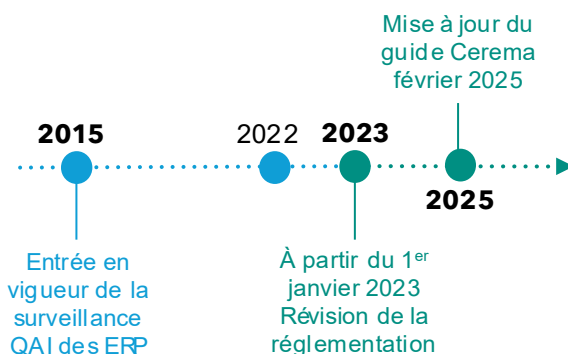 Mise à jour du
guide Cerema
février 2025
2015
2022
2023
2025
Entrée en
vigueur de la
surveillance
QAI des ERP
À partir du 1er
janvier 2023
Révision de la
réglementation